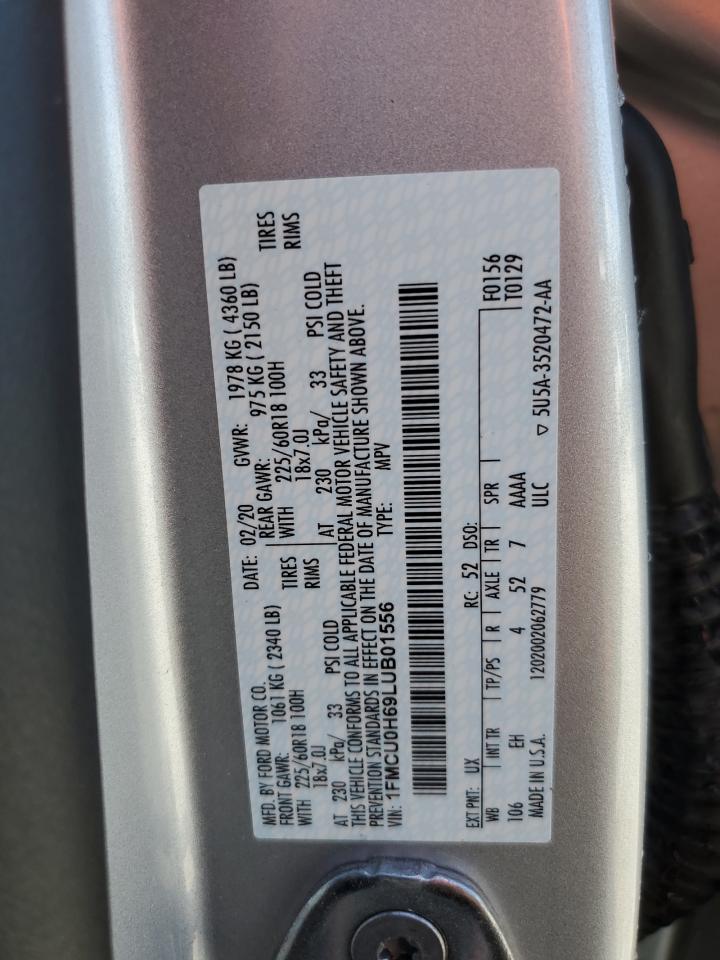 MFD. BY FORD MOTOR CO. DATE: 02/20 GVWR: 1978 KG ( 4360 LB)
FRONT GAWR: 1061 KG ( 2340 LB) REAR GAWR: 975 KG ( 2150 LB)
WITH 225/60R18 100H TIRES WITH 225/60R18 100H TIRES
18x7.0J RIMS 18x7.0J RIMS
AT 230 kPa/ 33 PSI COLD AT 230 kPa/ 33 PSI COLD
THIS VEHICLE CONFORMS TO ALL APPLICABLE FEDERAL MOTOR VEHICLE SAFETY AND THEFT
PREVENTION STANDARDS IN EFFECT ON THE DATE OF MANUFACTURE SHOWN ABOVE.
VIN: 1FMCU0H69LUB01556 TYPE: MPV
EXT PNT: UX RC: 52 DSO:
WB INT TR TP/PS R AXLE TR SPR F0156
106 EH 4 52 7 AAAA T0129
MADE IN U.S.A. 1202002062779 ULC ▽ 5U5A-3520472-AA